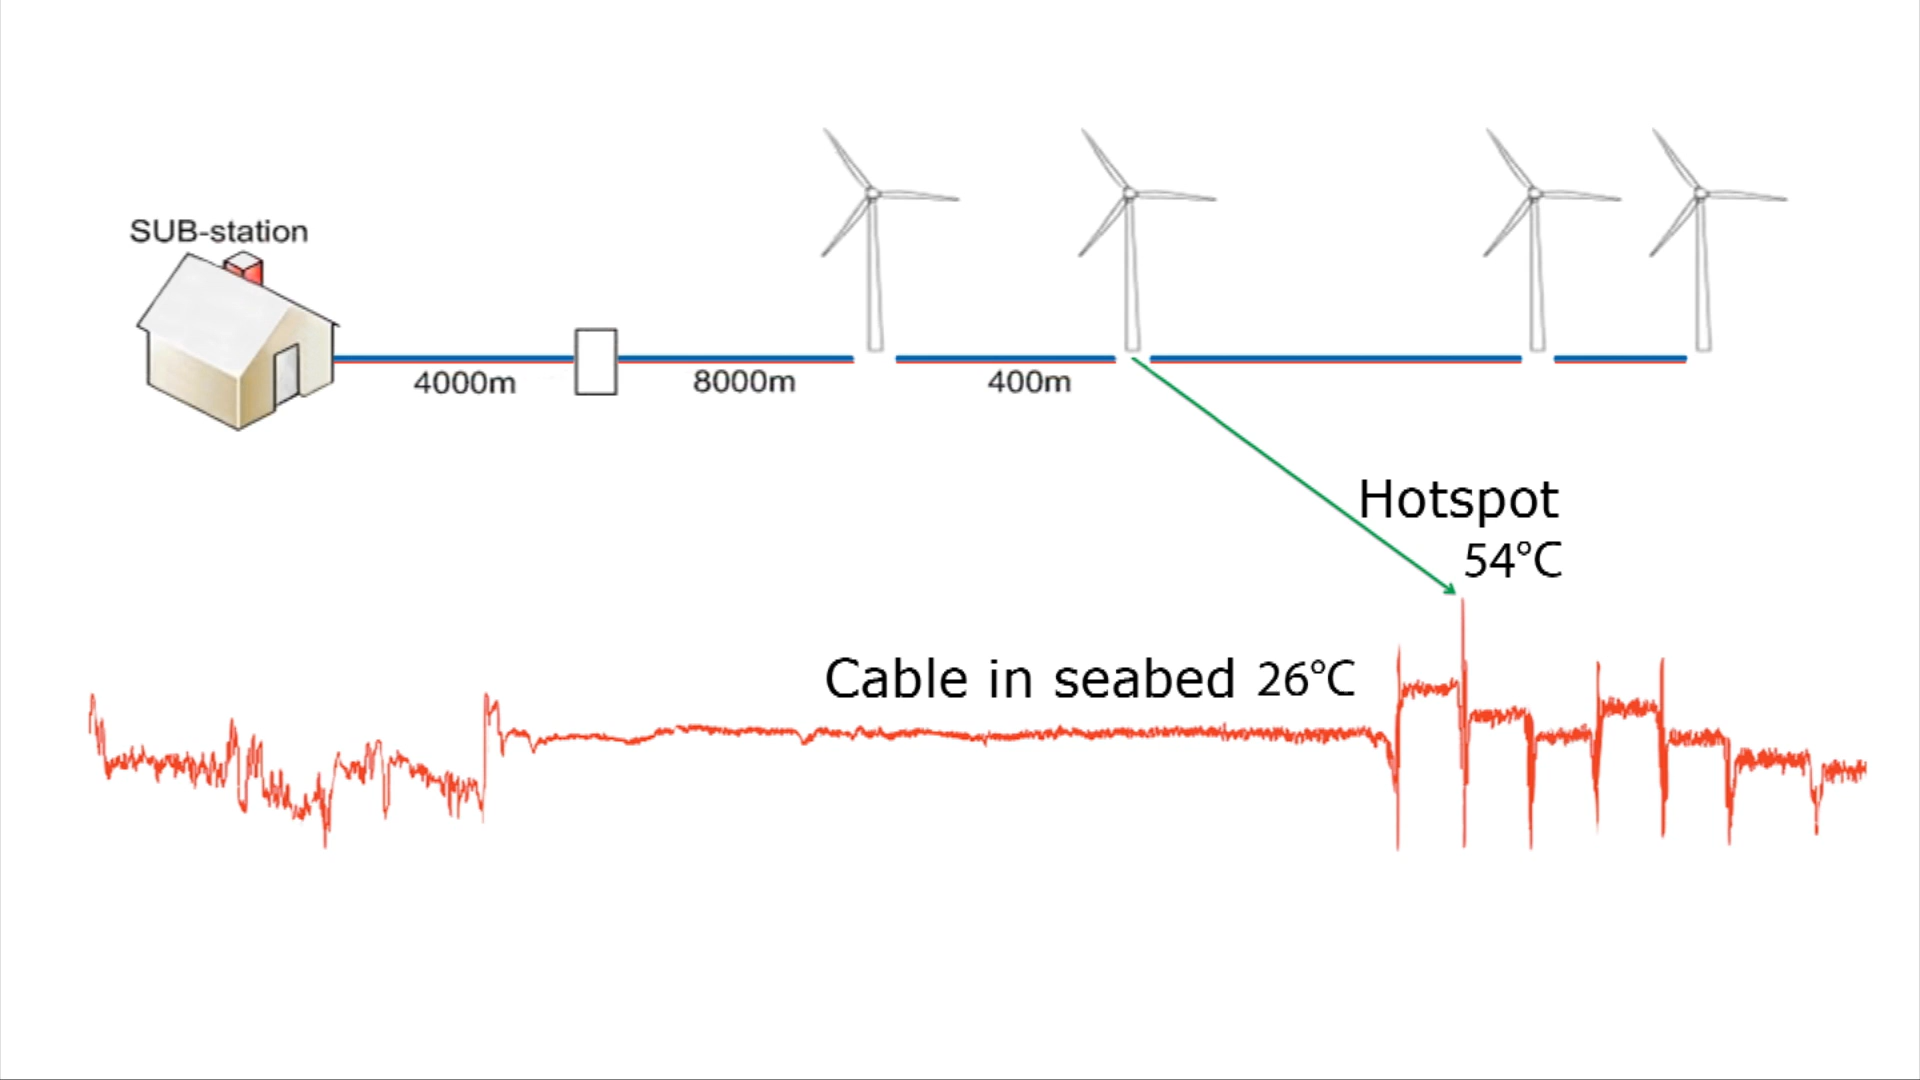 SUB-station
4000m
8000m
400m
Hotspot
54°C
Cable in seabed 26°C